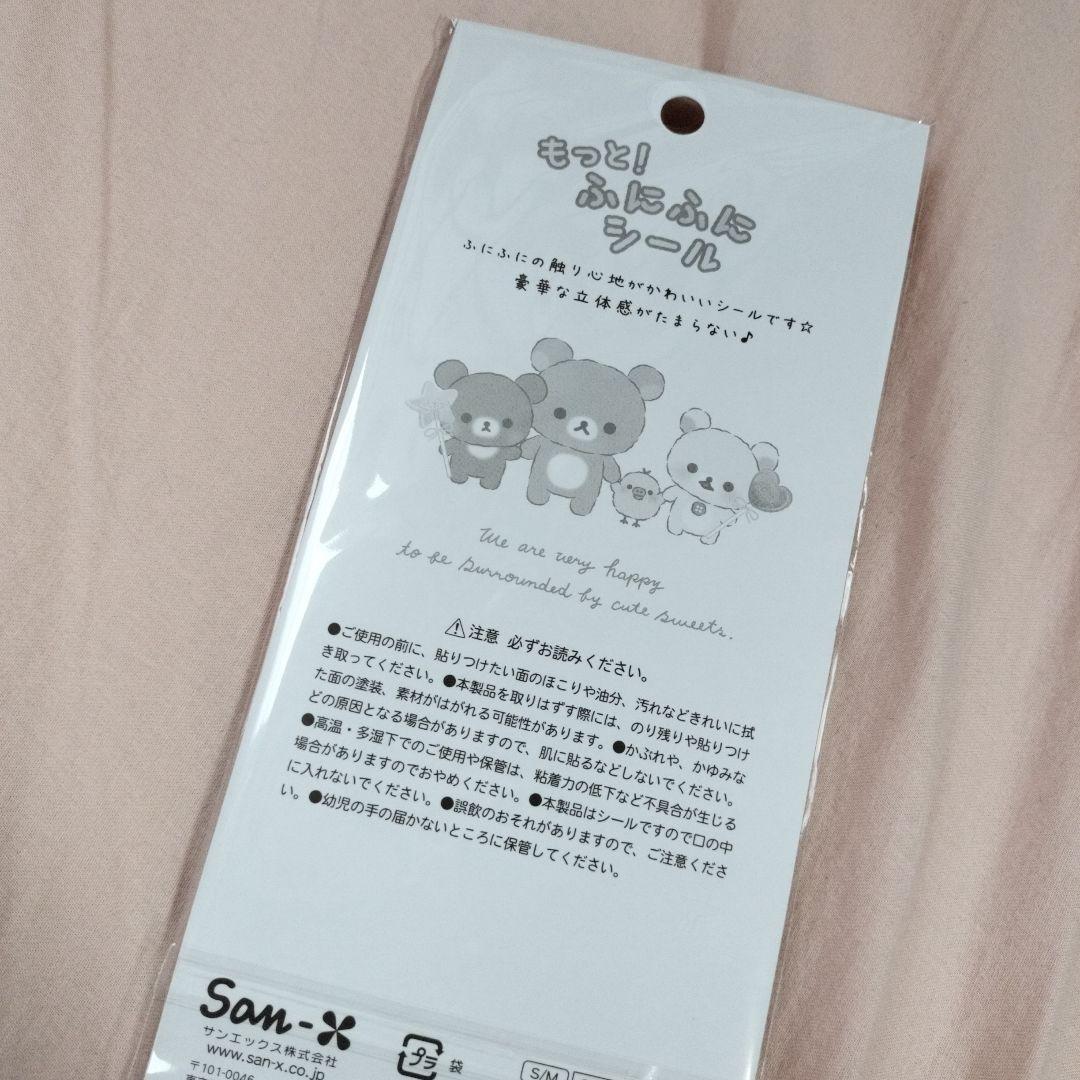 もっと!
ふにふに
シール
ふにふにの触り心地がかわいいシールです☆
豪華な立体感がたまらない♪
We are very happy
to be surrounded by cute sweets.
⚠注意 必ずお読みください。
●ご使用の前に、貼りつけたい面のほこりや油分、汚れなどきれいに拭
き取ってください。●本製品を取りはずす際には、のり残りや貼りつけ
た面の塗装、素材がはがれる可能性があります。●かぶれや、かゆみな
どの原因となる場合がありますので、肌に貼るなどしないでください。
●高温・多湿下でのご使用や保管は、粘着力の低下など不具合が生じる
場合がありますのでおやめください。●本製品はシールですので口の中
に入れないでください。●誤飲のおそれがありますので、ご注意くださ
い。●幼児の手の届かないところに保管してください。
San-X
サンエックス株式会社
www.san-x.co.jp
〒101-0046
プラ 袋
S/M